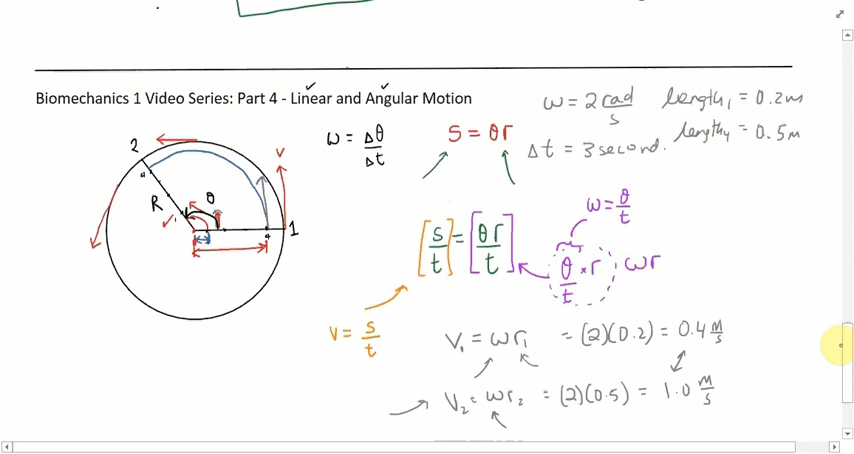 Biomechanics 1 Video Series: Part 4 - Linear and Angular Motion
ω = 2 rad/s
length₁ = 0.2m
length₄ = 0.5m
Δt = 3 second.
ω = Δθ/Δt
S = θr
2
R
θ
V
1
ω = θ/t
[s/t] = [θr/t]
θ/t × r
ωr
V = s/t
V₁ = ωr₁ = (2)(0.2) = 0.4 m/s
V₂ = ωr₂ = (2)(0.5) = 1.0 m/s